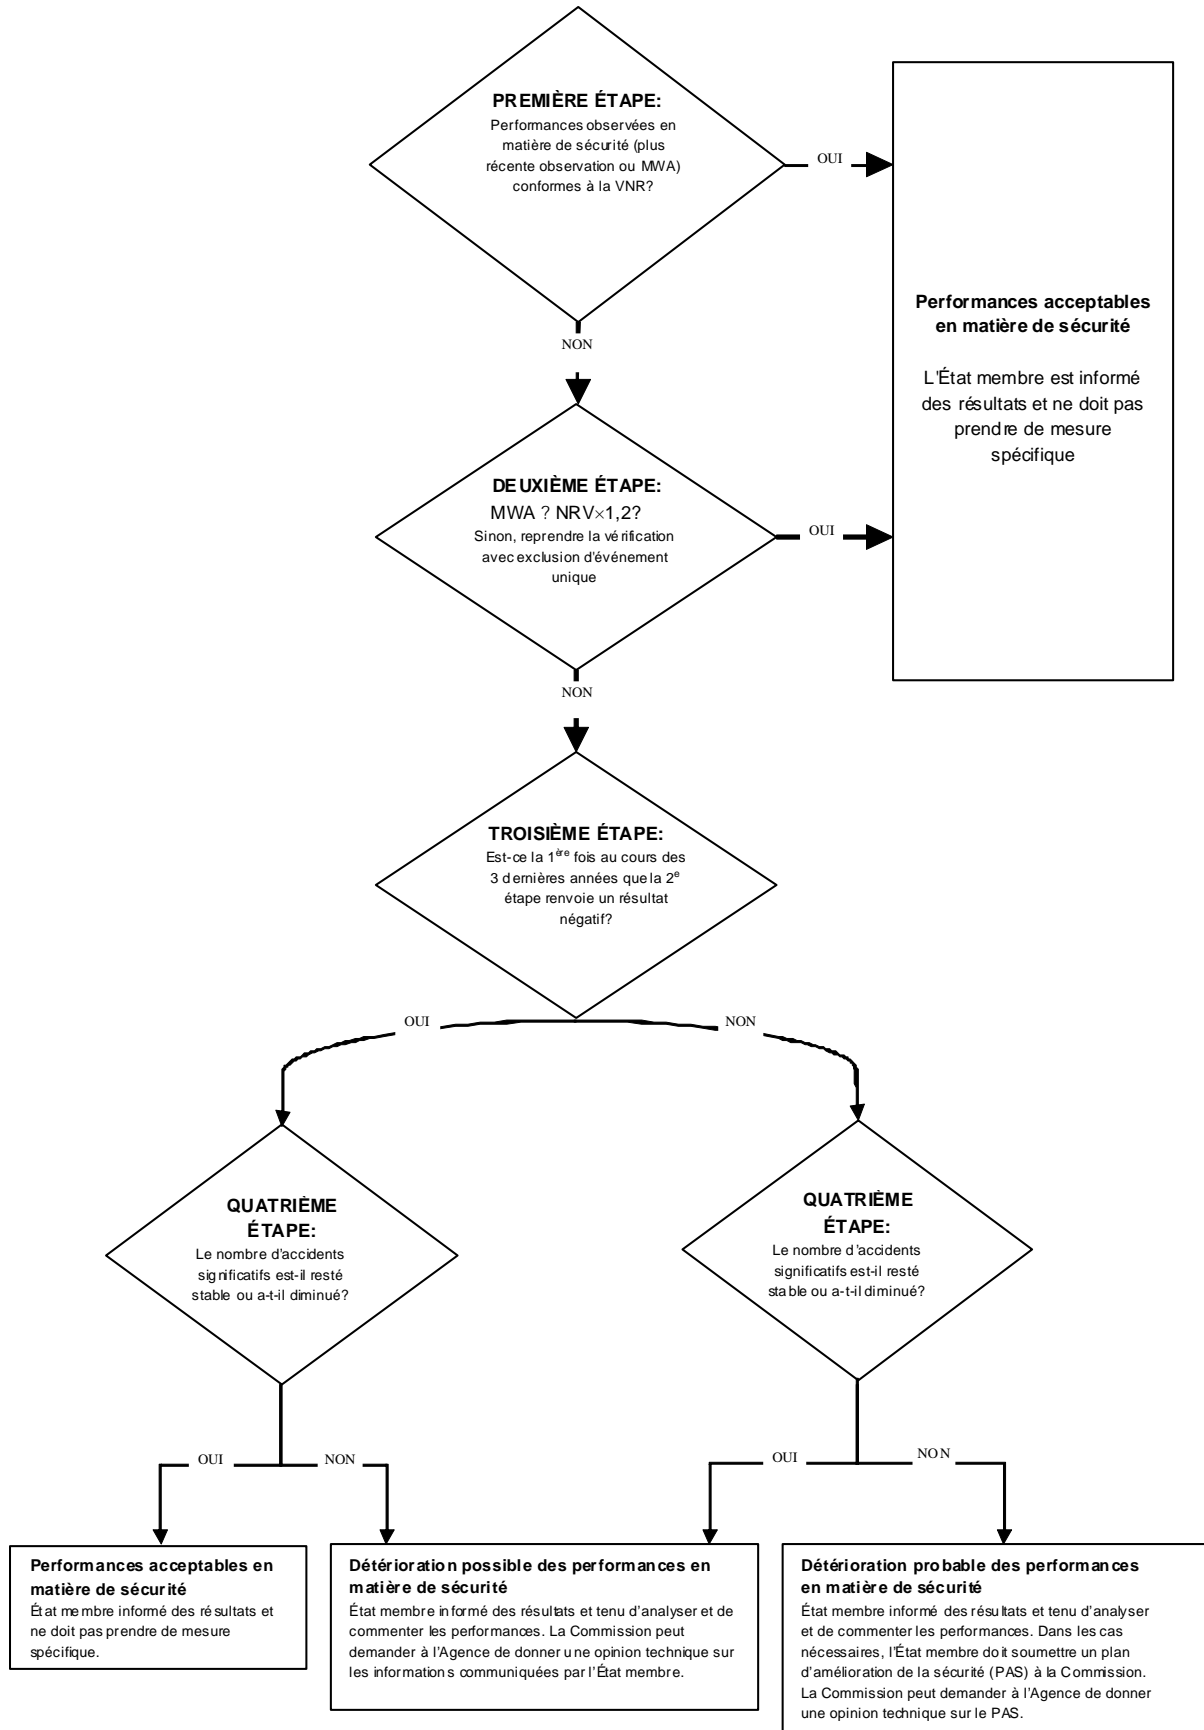 PREMIÈRE ÉTAPE:
Performances observées en
matière de sécurité (plus
récente observation ou MWA)
conformes à la VNR?
OUI
NON
Performances acceptables
en matière de sécurité
L'État membre est informé
des résultats et ne doit pas
prendre de mesure
spécifique
DEUXIÈME ÉTAPE:
MWA ? NRV×1,2?
Sinon, reprendre la vérification
avec exclusion d'événement
unique
OUI
NON
TROISIÈME ÉTAPE:
Est-ce la 1ère fois au cours des
3 dernières années que la 2e
étape renvoie un résultat
négatif?
OUI
NON
QUATRIÈME
ÉTAPE:
Le nombre d'accidents
significatifs est-il resté
stable ou a-t-il diminué?
QUATRIÈME
ÉTAPE:
Le nombre d'accidents
significatifs est-il resté
stable ou a-t-il diminué?
OUI
NON
OUI
NON
Performances acceptables en
matière de sécurité
État membre informé des résultats et
ne doit pas prendre de mesure
spécifique.
Détérioration possible des performances en
matière de sécurité
État membre informé des résultats et tenu d'analyser et de
commenter les performances. La Commission peut
demander à l'Agence de donner une opinion technique sur
les informations communiquées par l'État membre.
Détérioration probable des performances
en matière de sécurité
État membre informé des résultats et tenu d'analyser
et de commenter les performances. Dans les cas
nécessaires, l'État membre doit soumettre un plan
d'amélioration de la sécurité (PAS) à la Commission.
La Commission peut demander à l'Agence de donner
une opinion technique sur le PAS.